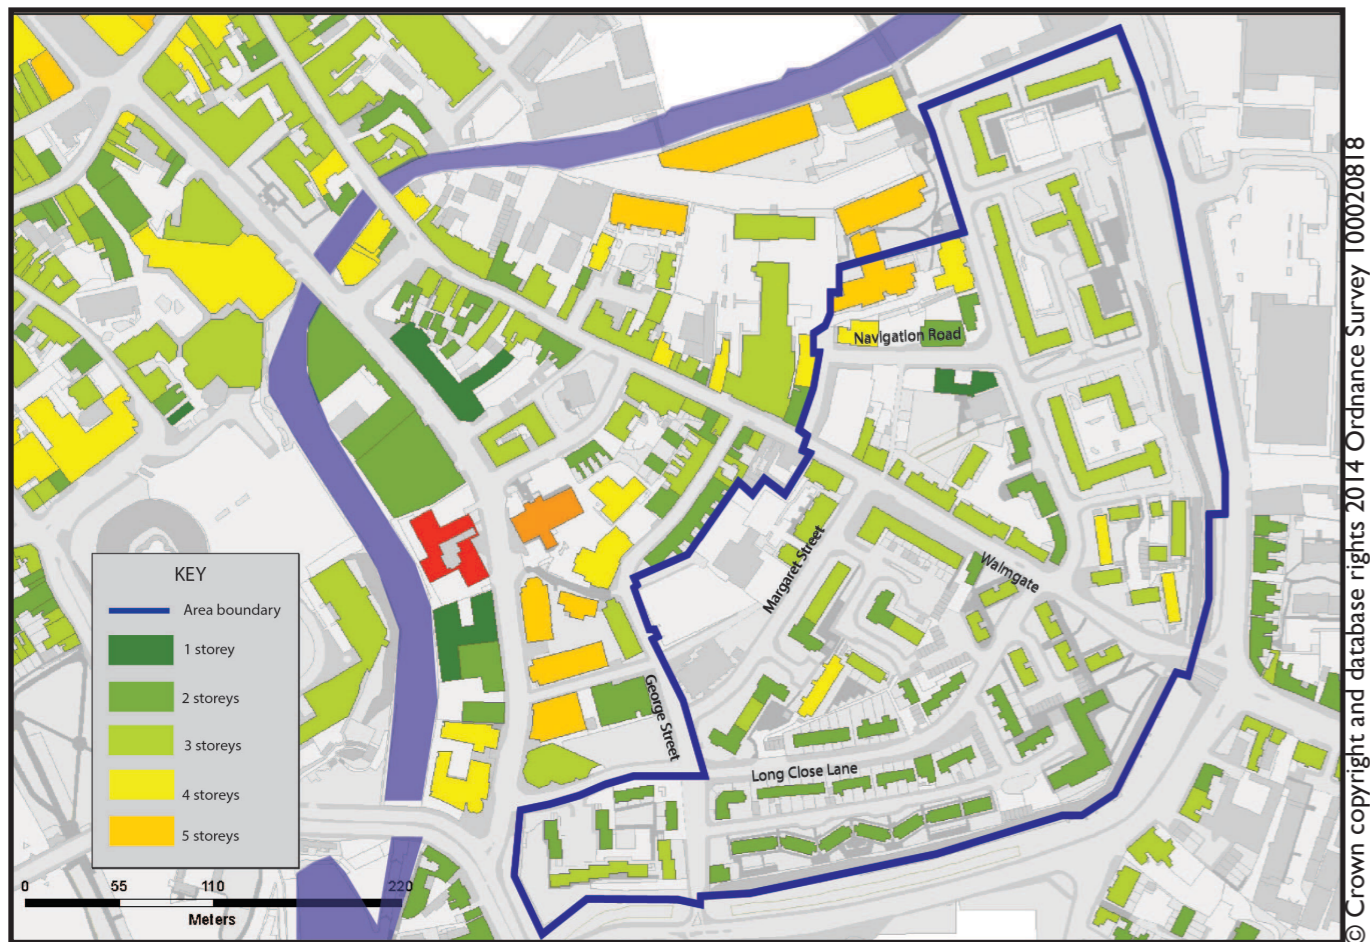 KEY
Area boundary
1 storey
2 storeys
3 storeys
4 storeys
5 storeys
0 55 110 220
Meters
Navigation Road
Margaret Street
Walmgate
George Street
Long Close Lane
© Crown copyright and database rights 2014 Ordnance Survey 100020818